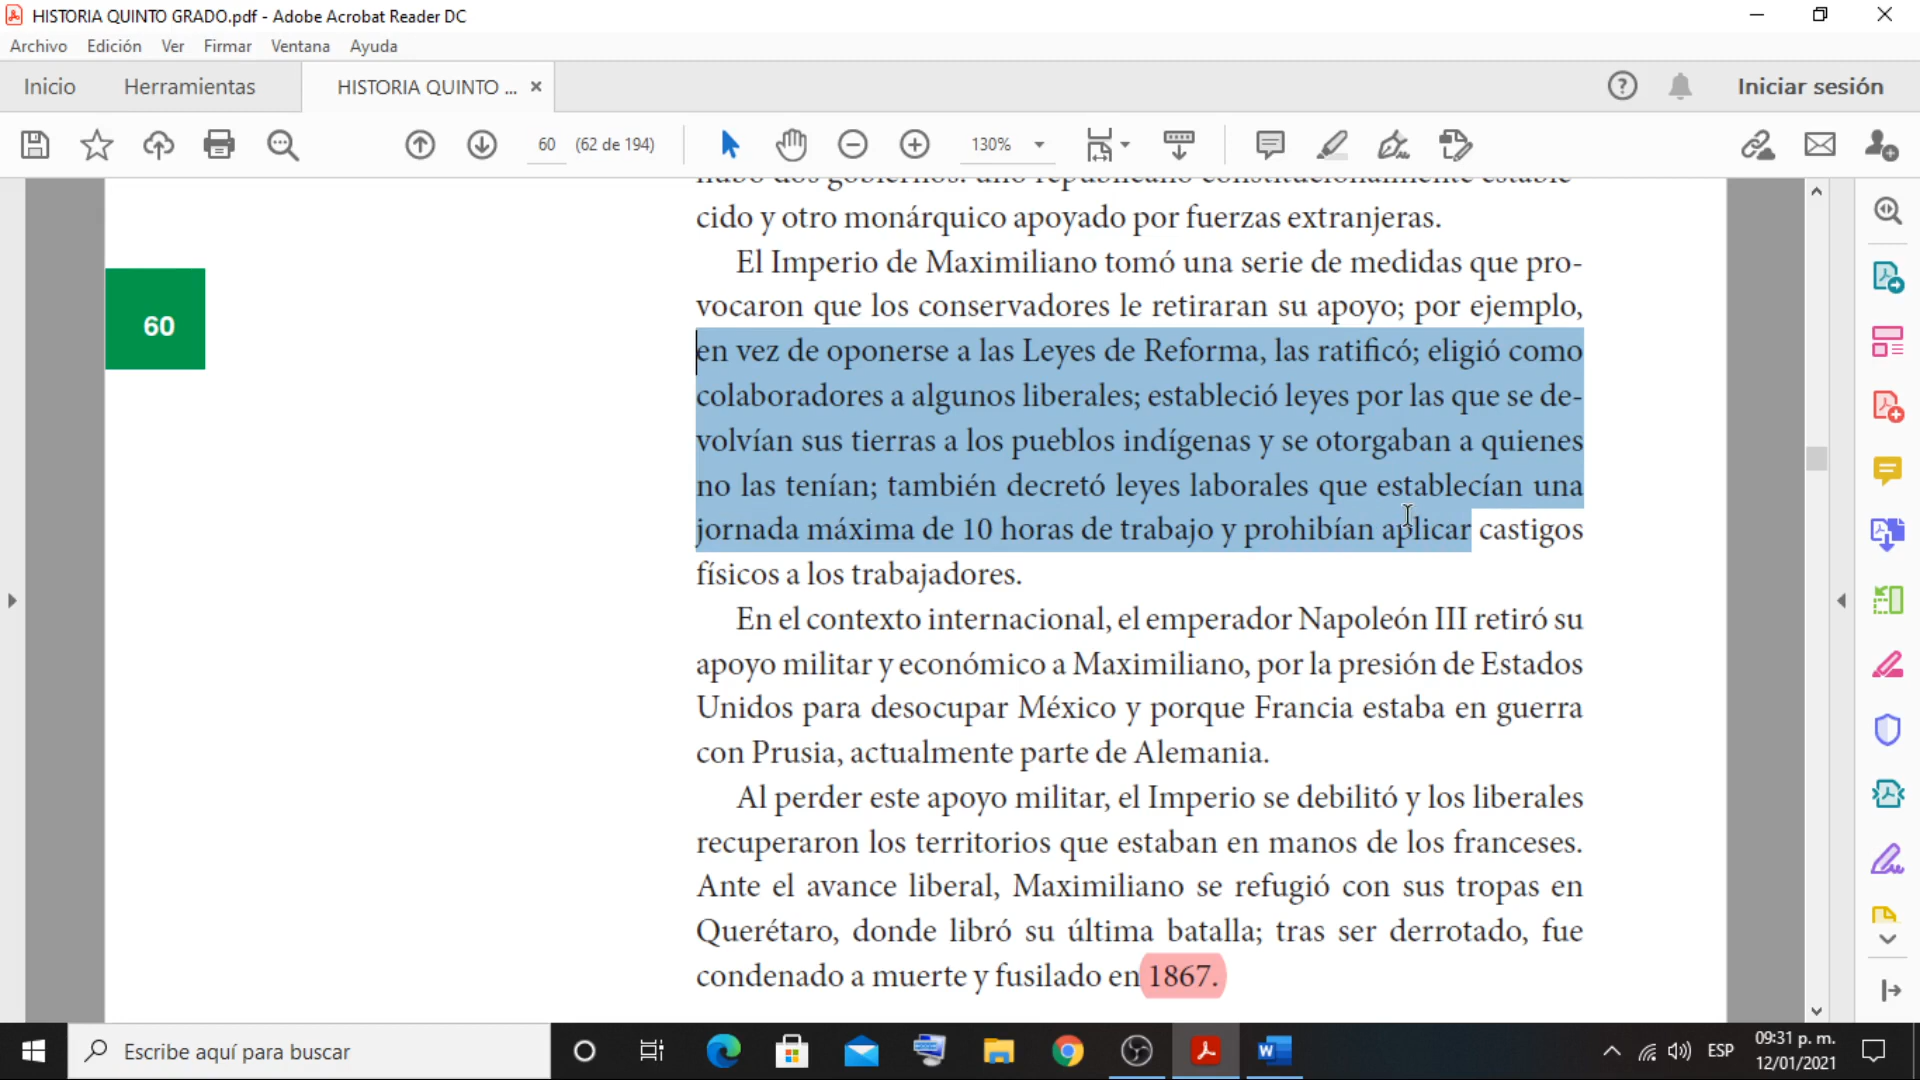 HISTORIA QUINTO GRADO.pdf - Adobe Acrobat Reader DC
Archivo Edición Ver Firmar Ventana Ayuda
Inicio Herramientas HISTORIA QUINTO ... Iniciar sesión
60 (62 de 194) 130%
hubo dos gobiernos: uno republicano constitucionalmente estable-
cido y otro monárquico apoyado por fuerzas extranjeras.
El Imperio de Maximiliano tomó una serie de medidas que pro-
vocaron que los conservadores le retiraran su apoyo; por ejemplo,
60
en vez de oponerse a las Leyes de Reforma, las ratificó; eligió como
colaboradores a algunos liberales; estableció leyes por las que se de-
volvían sus tierras a los pueblos indígenas y se otorgaban a quienes
no las tenían; también decretó leyes laborales que establecían una
jornada máxima de 10 horas de trabajo y prohibían aplicar castigos
físicos a los trabajadores.
En el contexto internacional, el emperador Napoleón III retiró su
apoyo militar y económico a Maximiliano, por la presión de Estados
Unidos para desocupar México y porque Francia estaba en guerra
con Prusia, actualmente parte de Alemania.
Al perder este apoyo militar, el Imperio se debilitó y los liberales
recuperaron los territorios que estaban en manos de los franceses.
Ante el avance liberal, Maximiliano se refugió con sus tropas en
Querétaro, donde libró su última batalla; tras ser derrotado, fue
condenado a muerte y fusilado en 1867.
Escribe aquí para buscar
ESP
09:31 p. m.
12/01/2021